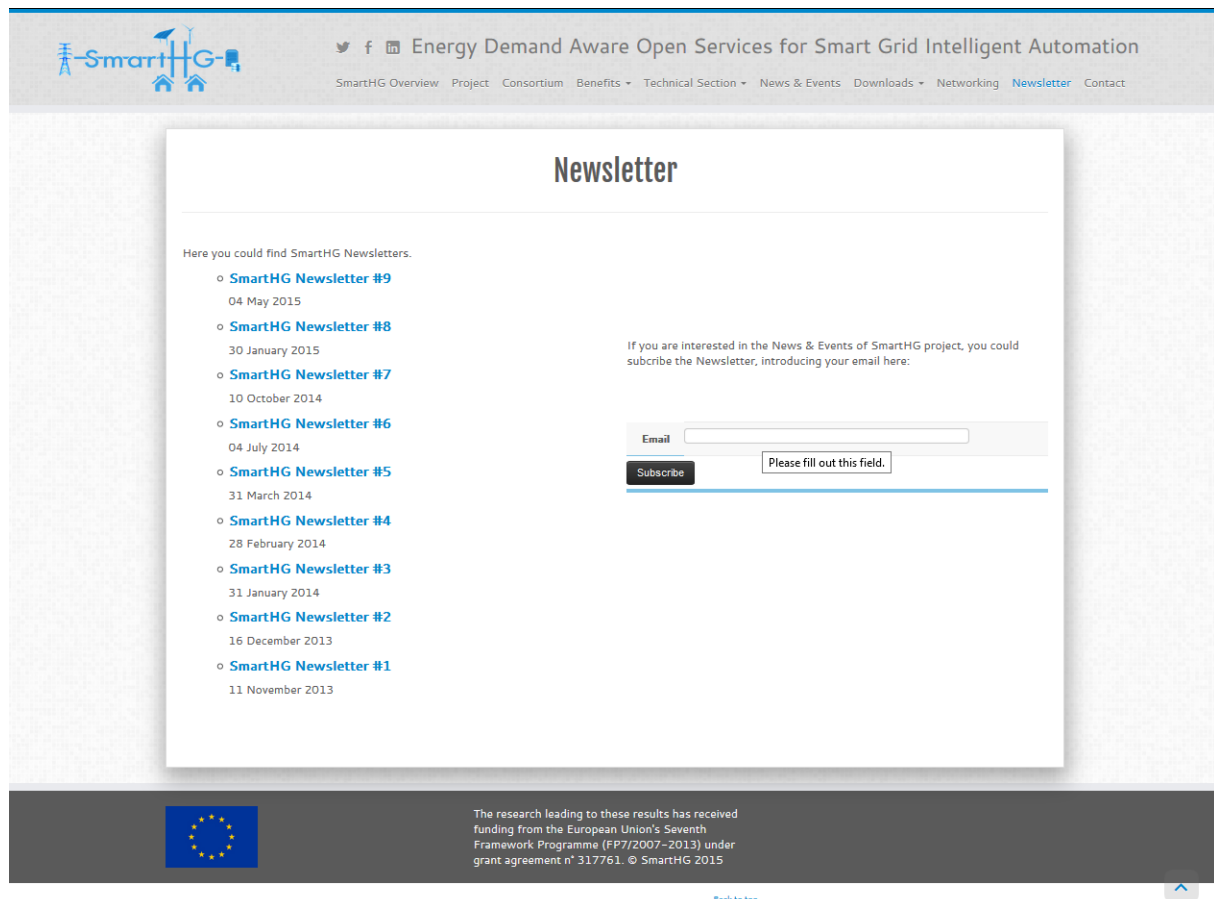 -SmartHG-
Energy Demand Aware Open Services for Smart Grid Intelligent Automation
SmartHG Overview Project Consortium Benefits Technical Section News & Events Downloads Networking Newsletter Contact
Newsletter
Here you could find SmartHG Newsletters.
SmartHG Newsletter #9
04 May 2015
SmartHG Newsletter #8
30 January 2015
SmartHG Newsletter #7
10 October 2014
SmartHG Newsletter #6
04 July 2014
SmartHG Newsletter #5
31 March 2014
SmartHG Newsletter #4
28 February 2014
SmartHG Newsletter #3
31 January 2014
SmartHG Newsletter #2
16 December 2013
SmartHG Newsletter #1
11 November 2013
If you are interested in the News & Events of SmartHG project, you could
subcribe the Newsletter, introducing your email here:
Email
Please fill out this field.
Subscribe
The research leading to these results has received
funding from the European Union's Seventh
Framework Programme (FP7/2007-2013) under
grant agreement n° 317761. © SmartHG 2015